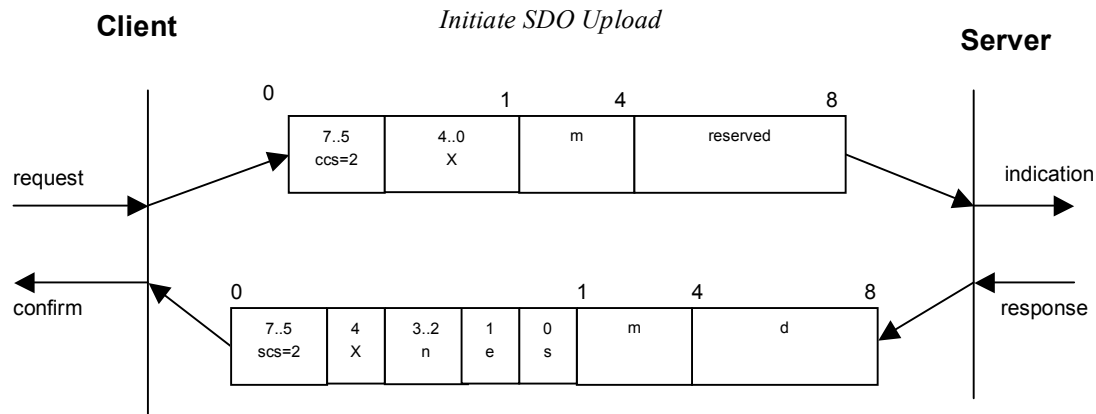 Initiate SDO Upload
Client
Server
0 1 4 8
7..5 4..0 m reserved
ccs=2 X
request
indication
confirm
response
0 1 4 8
7..5 4 3..2 1 0 m d
scs=2 X n e s